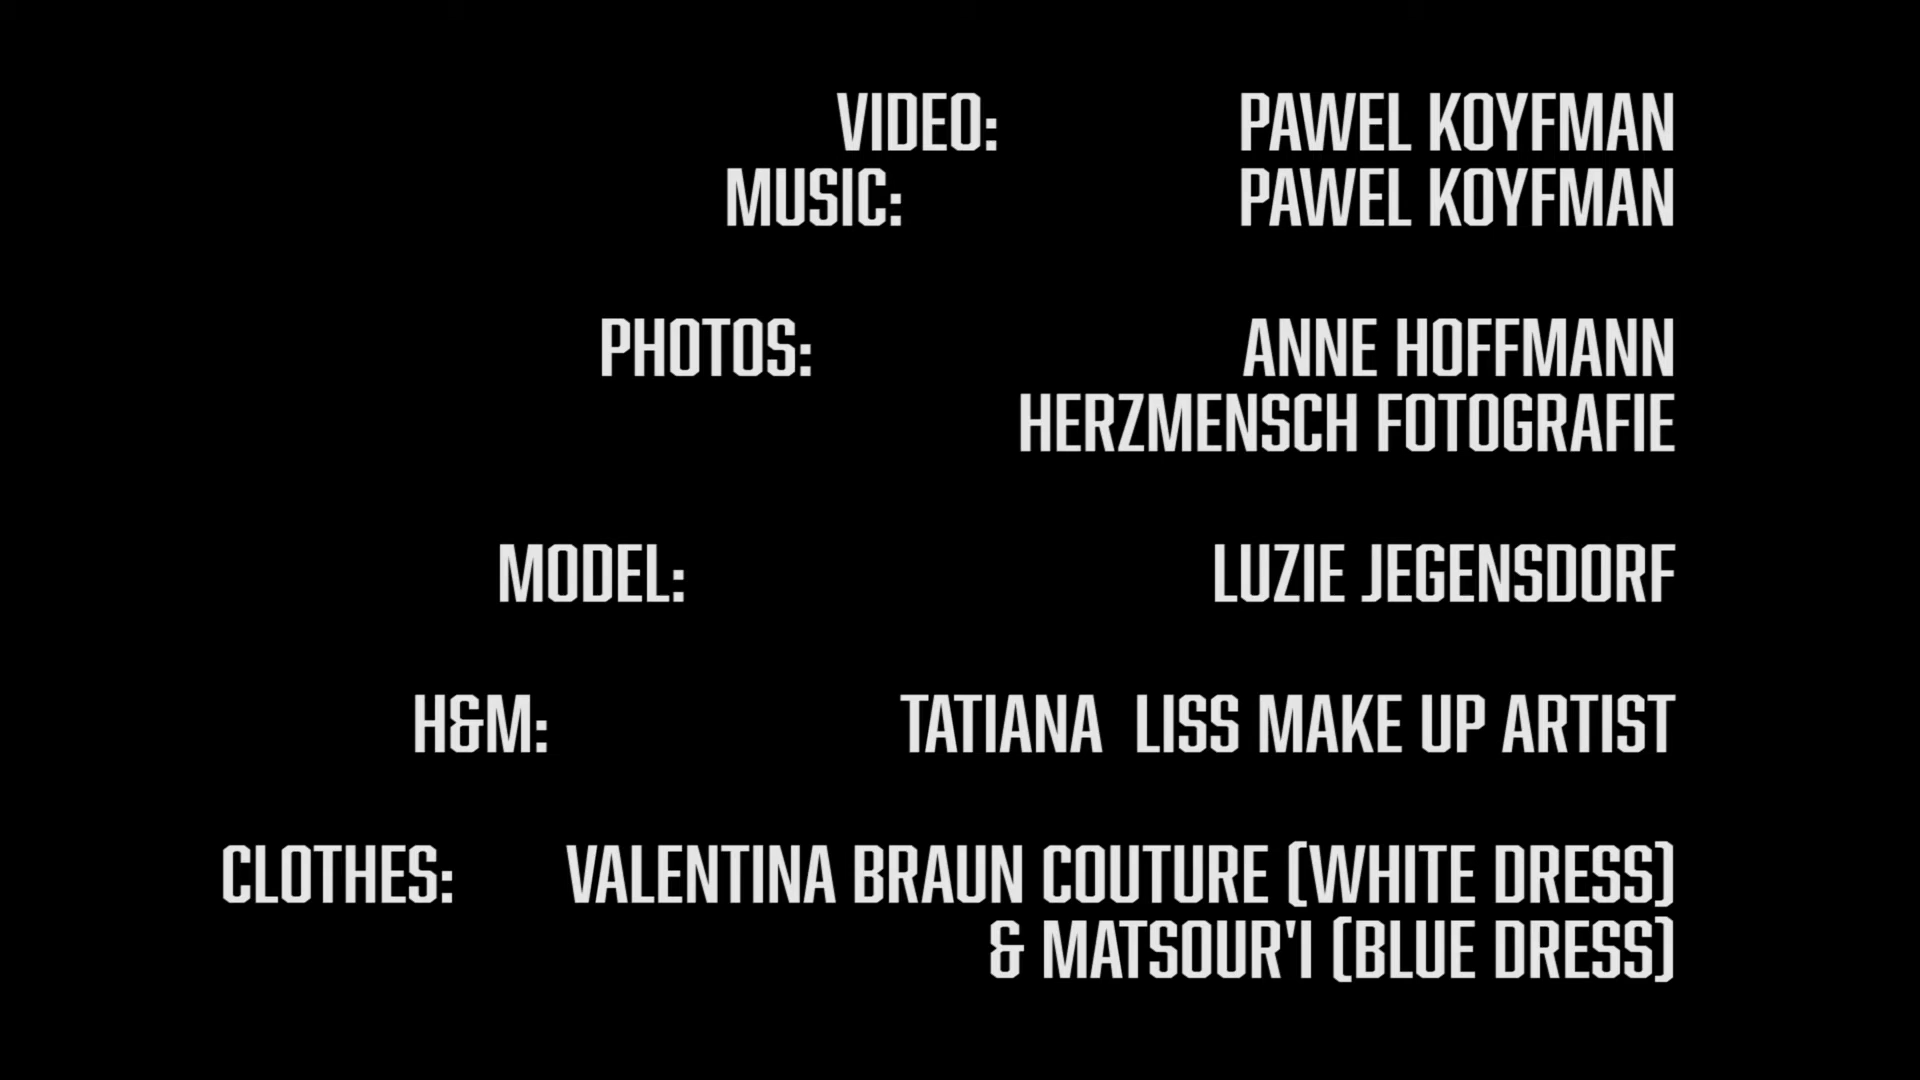 VIDEO: PAWEL KOYFMAN
MUSIC: PAWEL KOYFMAN
PHOTOS: ANNE HOFFMANN
HERZMENSCH FOTOGRAFIE
MODEL: LUZIE JEGENSDORF
H&M: TATIANA  LISS MAKE UP ARTIST
CLOTHES: VALENTINA BRAUN COUTURE (WHITE DRESS)
& MATSOUR'I (BLUE DRESS)